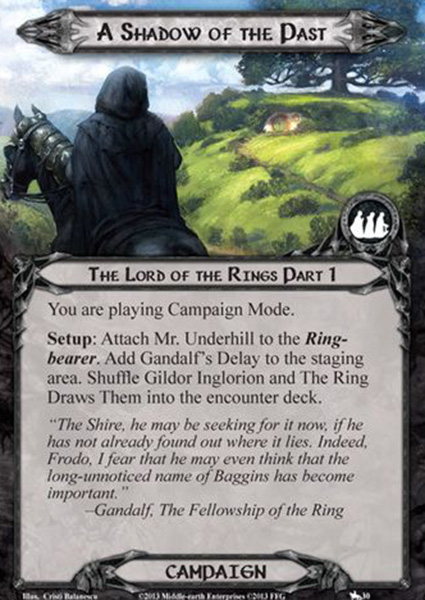 A Shadow of the Past
The Lord of the Rings Part 1
You are playing Campaign Mode.
Setup: Attach Mr. Underhill to the Ring-
bearer. Add Gandalf's Delay to the staging
area. Shuffle Gildor Inglorion and The Ring
Draws Them into the encounter deck.
“The Shire, he may be seeking for it now, if he
has not already found out where it lies. Indeed,
Frodo, I fear that he may even think that the
long-unnoticed name of Baggins has become
important.”
–Gandalf, The Fellowship of the Ring
CAMPAIGN
Illus. Cristi Balanescu ©2013 Middle-earth Enterprises ©2013 FFG 30